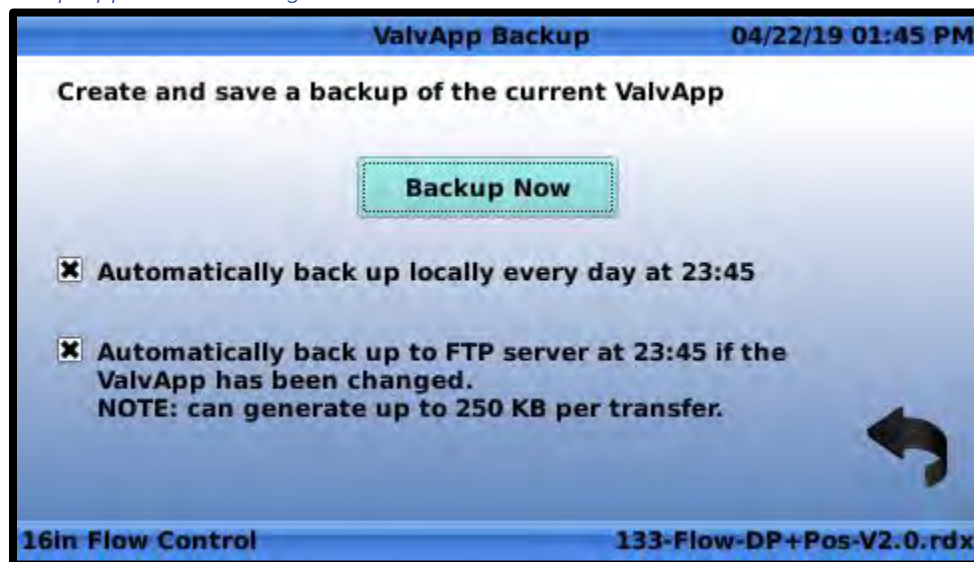 ValvApp Backup 04/22/19 01:45 PM
Create and save a backup of the current ValvApp
Backup Now
Automatically back up locally every day at 23:45
Automatically back up to FTP server at 23:45 if the
ValvApp has been changed.
NOTE: can generate up to 250 KB per transfer.
16in Flow Control 133-Flow-DP+Pos-V2.0.rdx